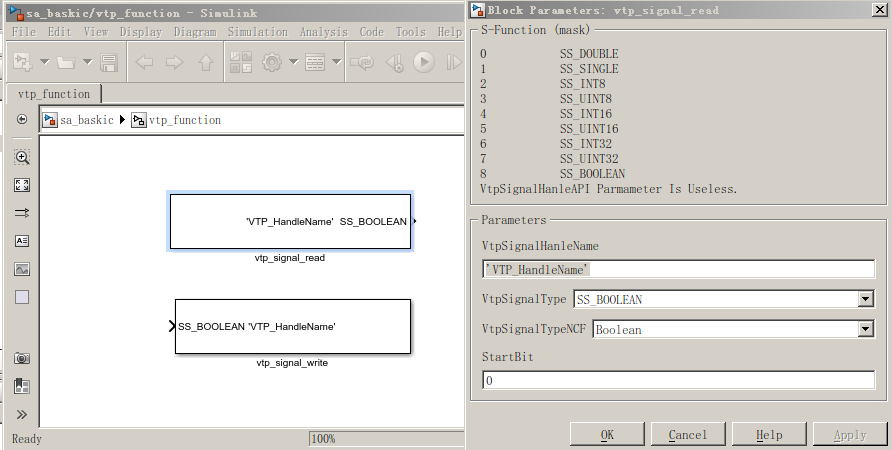 sa_baskic/vtp_function - Simulink
File Edit View Display Diagram Simulation Analysis Code Tools Help
vtp_function
sa_baskic vtp_function
'VTP_HandleName' SS_BOOLEAN
vtp_signal_read
SS_BOOLEAN 'VTP_HandleName'
vtp_signal_write
Ready 100%
Block Parameters: vtp_signal_read
S-Function (mask)
0 SS_DOUBLE
1 SS_SINGLE
2 SS_INT8
3 SS_UINT8
4 SS_INT16
5 SS_UINT16
6 SS_INT32
7 SS_UINT32
8 SS_BOOLEAN
VtpSignalHanleAPI Parmameter Is Useless.
Parameters
VtpSignalHanleName
'VTP_HandleName'
VtpSignalType SS_BOOLEAN
VtpSignalTypeNCF Boolean
StartBit
0
OK Cancel Help Apply